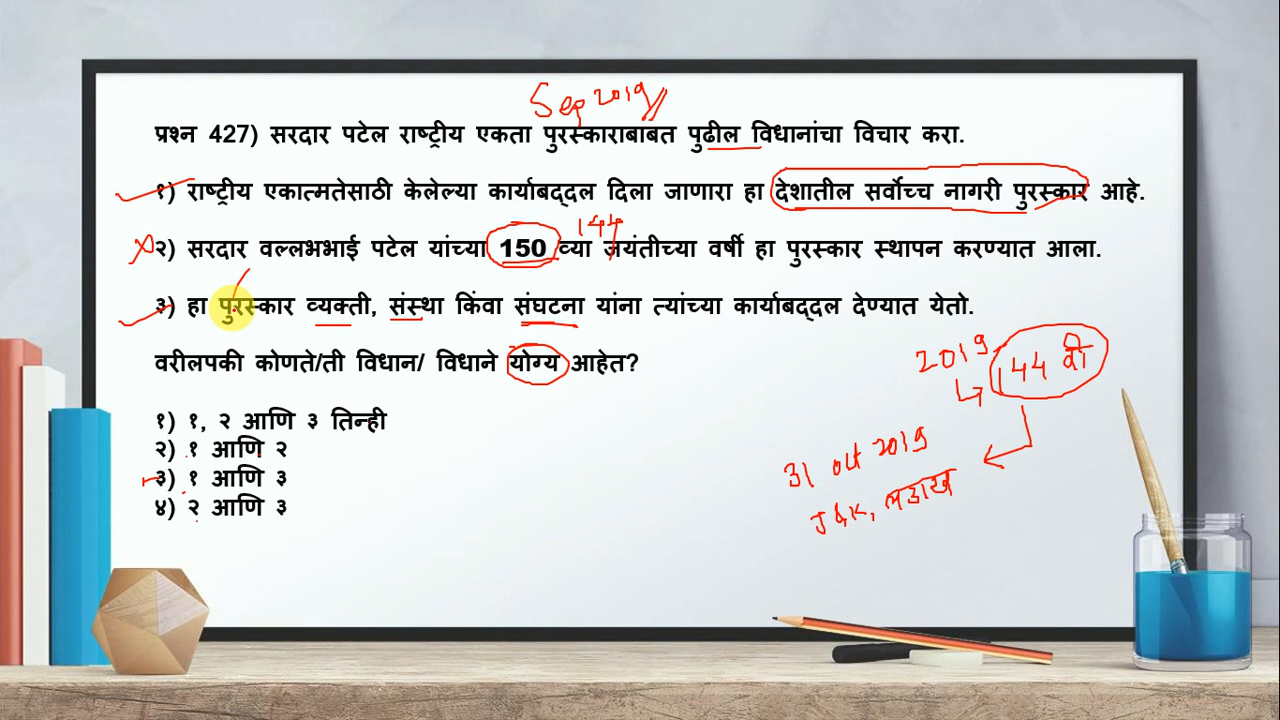 Sep 2019
प्रश्न 427) सरदार पटेल राष्ट्रीय एकता पुरस्काराबाबत पुढील विधानांचा विचार करा.
१) राष्ट्रीय एकात्मतेसाठी केलेल्या कार्याबद्दल दिला जाणारा हा देशातील सर्वोच्च नागरी पुरस्कार आहे.
144
२) सरदार वल्लभभाई पटेल यांच्या 150 व्या जयंतीच्या वर्षी हा पुरस्कार स्थापन करण्यात आला.
३) हा पुरस्कार व्यक्ती, संस्था किंवा संघटना यांना त्यांच्या कार्याबद्दल देण्यात येतो.
वरीलपकी कोणते/ती विधान/ विधाने योग्य आहेत?
2019
144 वी
१) १, २ आणि ३ तिन्ही
२) १ आणि २
३) १ आणि ३
४) २ आणि ३
31 oct 2019
J & K, लडाख